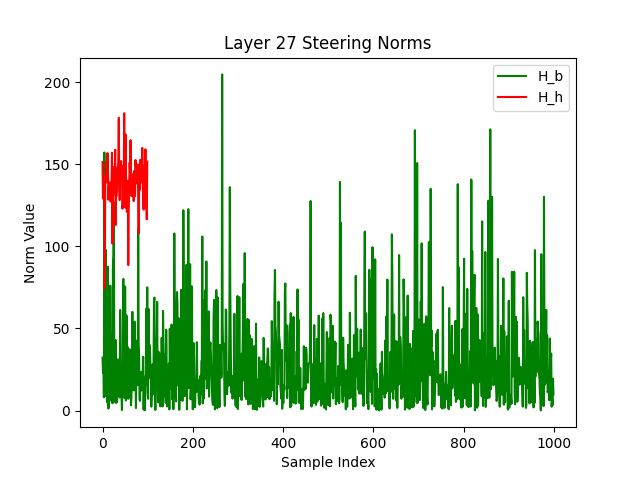 Layer 27 Steering Norms
H_b
H_h
Norm Value
200
150
100
50
0
0 200 400 600 800 1000
Sample Index